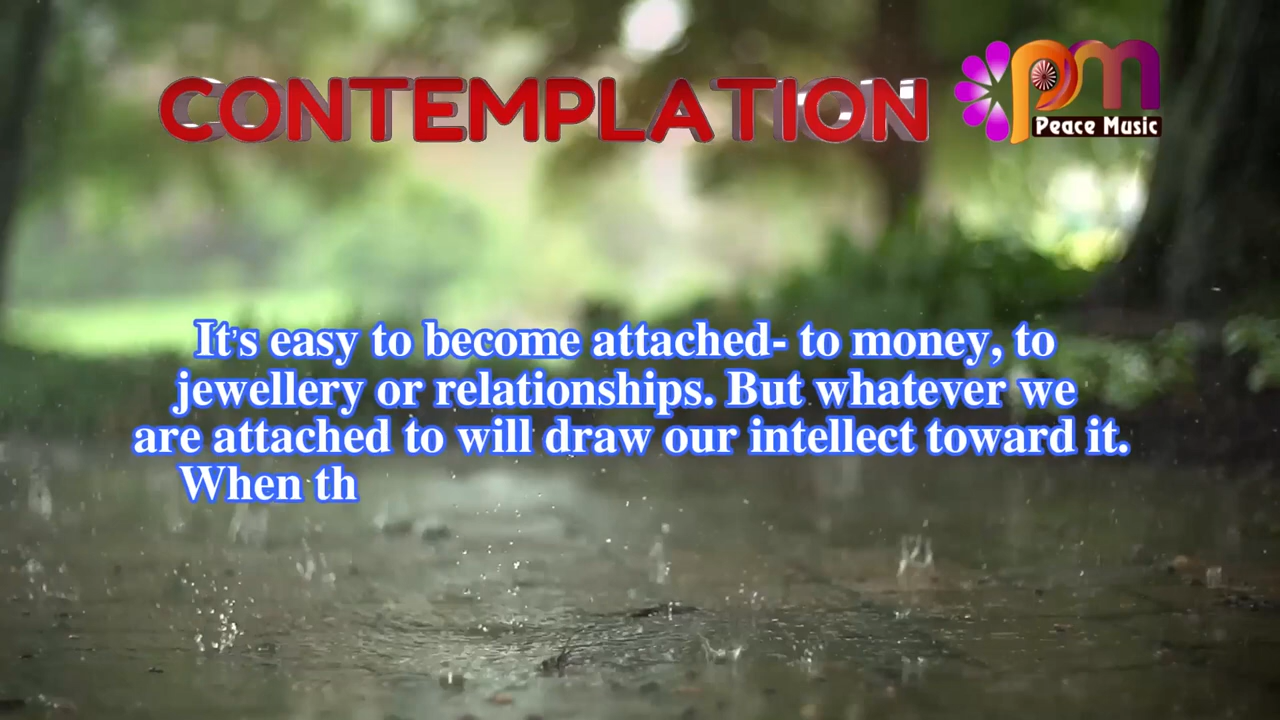 CONTEMPLATION
pm
Peace Music
It's easy to become attached- to money, to
jewellery or relationships. But whatever we
are attached to will draw our intellect toward it.
When th